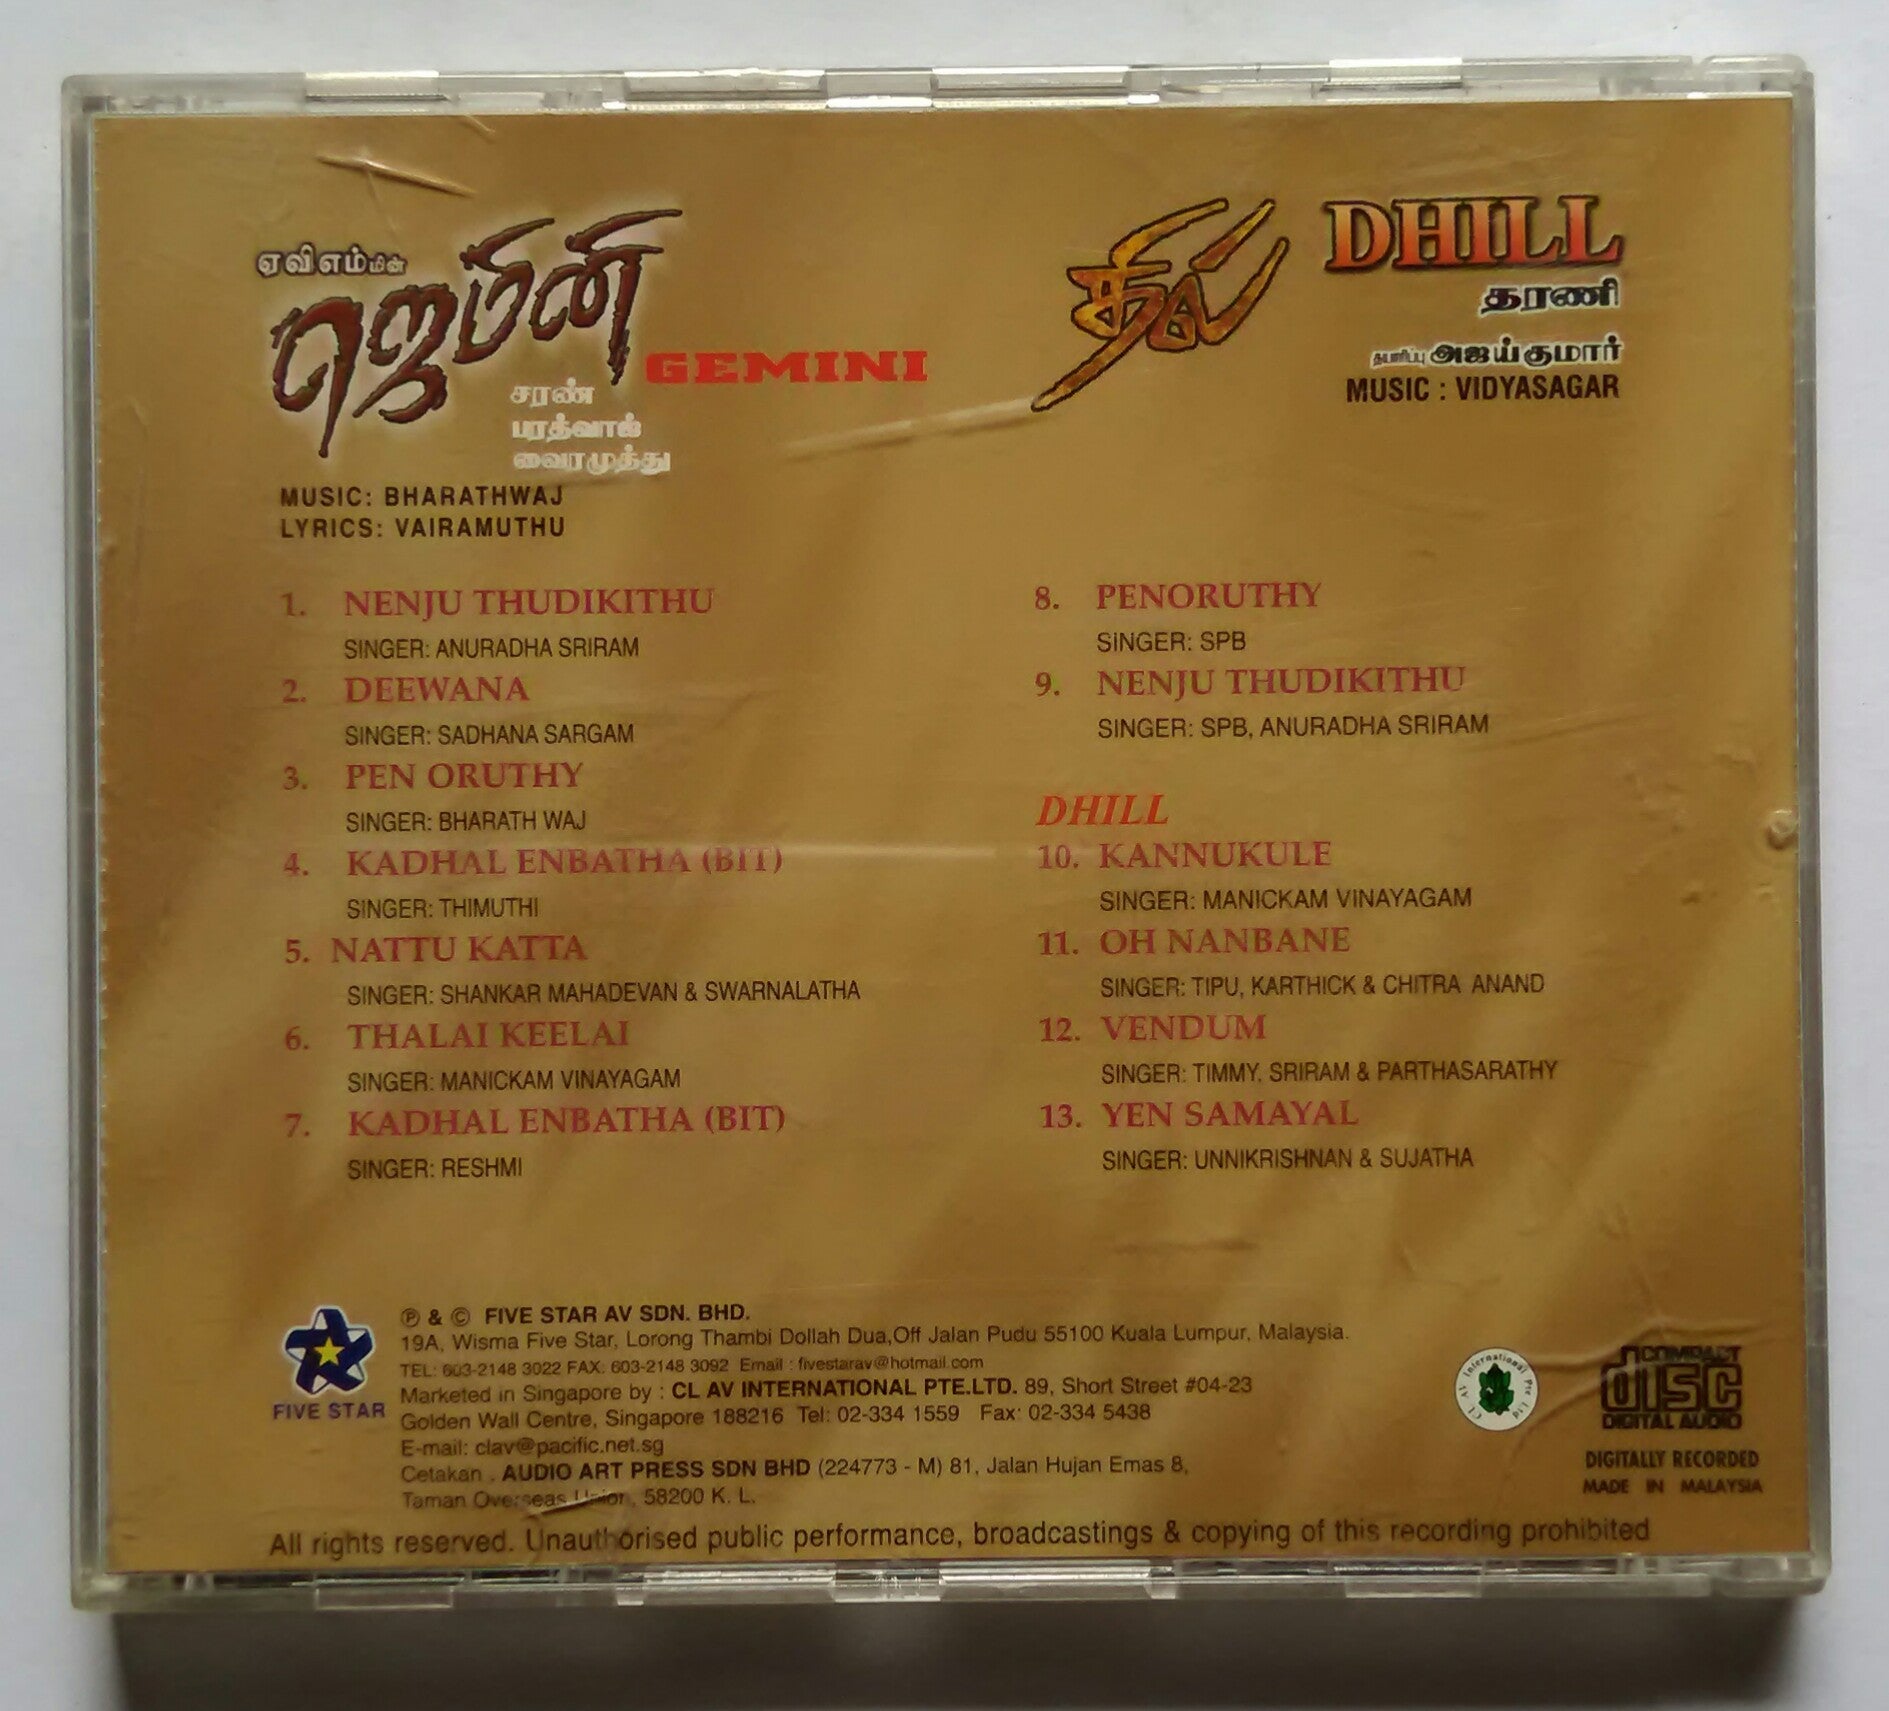 ஏவிஎம்மின்
ஜெமினி
GEMINI
சரண்
பரத்வாஜ்
வைரமுத்து
MUSIC: BHARATHWAJ
LYRICS: VAIRAMUTHU
1. NENJU THUDIKITHU
SINGER: ANURADHA SRIRAM
2. DEEWANA
SINGER: SADHANA SARGAM
3. PEN ORUTHY
SINGER: BHARATH WAJ
4. KADHAL ENBATHA (BIT)
SINGER: THIMUTHI
5. NATTU KATTA
SINGER: SHANKAR MAHADEVAN & SWARNALATHA
6. THALAI KEELAI
SINGER: MANICKAM VINAYAGAM
7. KADHAL ENBATHA (BIT)
SINGER: RESHMI
தில்
DHILL
தரணி
தயாரிப்பு அஜய்குமார்
MUSIC : VIDYASAGAR
8. PENORUTHY
SINGER: SPB
9. NENJU THUDIKITHU
SINGER: SPB, ANURADHA SRIRAM
DHILL
10. KANNUKULE
SINGER: MANICKAM VINAYAGAM
11. OH NANBANE
SINGER: TIPU, KARTHICK & CHITRA ANAND
12. VENDUM
SINGER: TIMMY, SRIRAM & PARTHASARATHY
13. YEN SAMAYAL
SINGER: UNNIKRISHNAN & SUJATHA
FIVE STAR
℗ & © FIVE STAR AV SDN. BHD.
19A, Wisma Five Star, Lorong Thambi Dollah Dua,Off Jalan Pudu 55100 Kuala Lumpur, Malaysia.
TEL: 603-2148 3022 FAX: 603-2148 3092 Email : fivestarav@hotmail.com
Marketed in Singapore by : CL AV INTERNATIONAL PTE.LTD. 89, Short Street #04-23
Golden Wall Centre, Singapore 188216 Tel: 02-334 1559 Fax: 02-334 5438
E-mail: clav@pacific.net.sg
Cetakan . AUDIO ART PRESS SDN BHD (224773 - M) 81, Jalan Hujan Emas 8,
Taman Overseas Union, 58200 K. L.
CL AV International Pte Ltd
COMPACT
disc
DIGITAL AUDIO
DIGITALLY RECORDED
MADE IN MALAYSIA
All rights reserved. Unauthorised public performance, broadcastings & copying of this recording prohibited